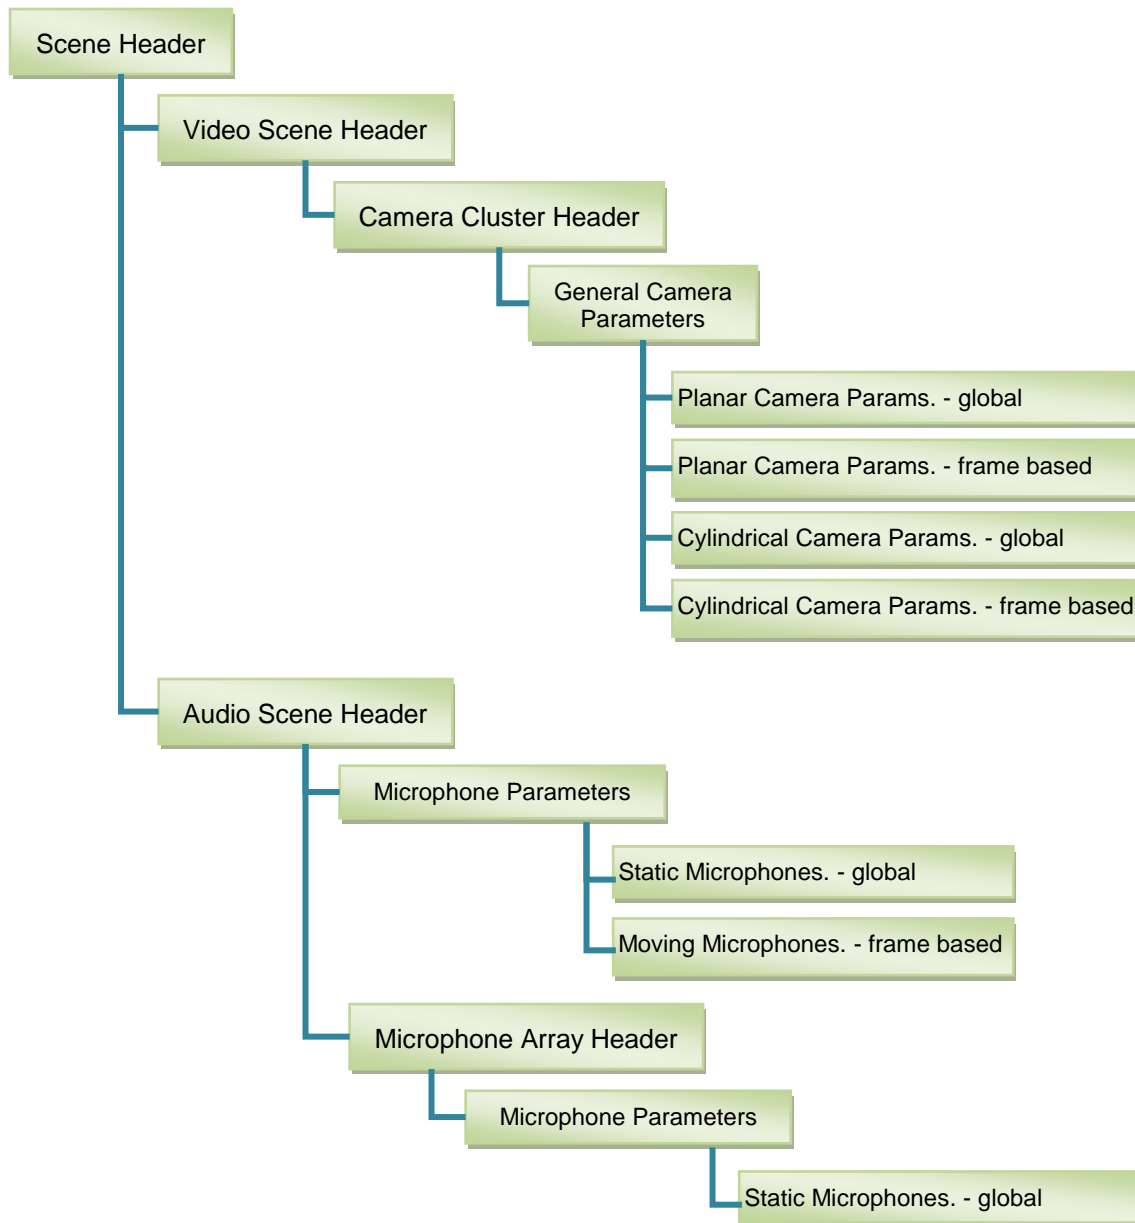 Scene Header
Video Scene Header
Camera Cluster Header
General Camera
Parameters
Planar Camera Params. - global
Planar Camera Params. - frame based
Cylindrical Camera Params. - global
Cylindrical Camera Params. - frame based
Audio Scene Header
Microphone Parameters
Static Microphones. - global
Moving Microphones. - frame based
Microphone Array Header
Microphone Parameters
Static Microphones. - global